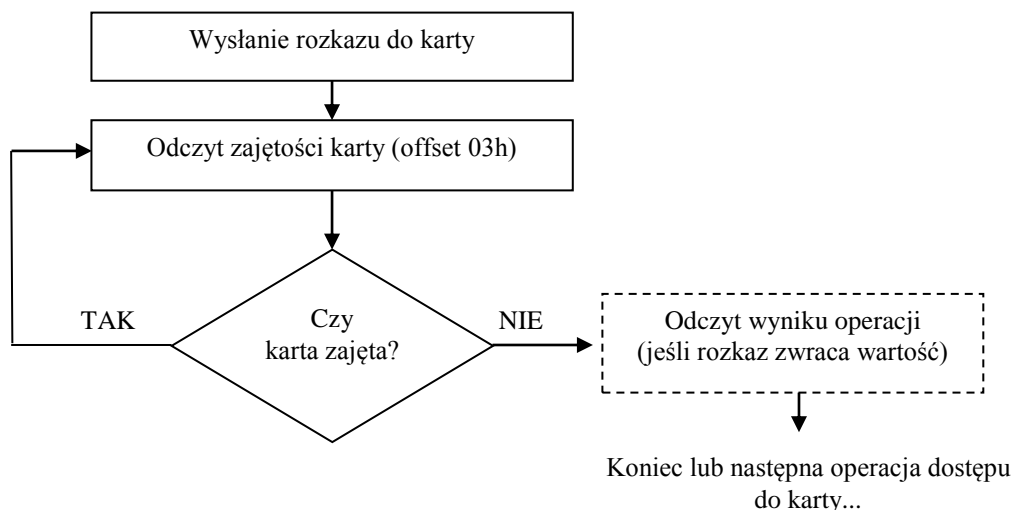 Wysłanie rozkazu do karty
Odczyt zajętości karty (offset 03h)
TAK
Czy
karta zajęta?
NIE
Odczyt wyniku operacji
(jeśli rozkaz zwraca wartość)
Koniec lub następna operacja dostępu
do karty...